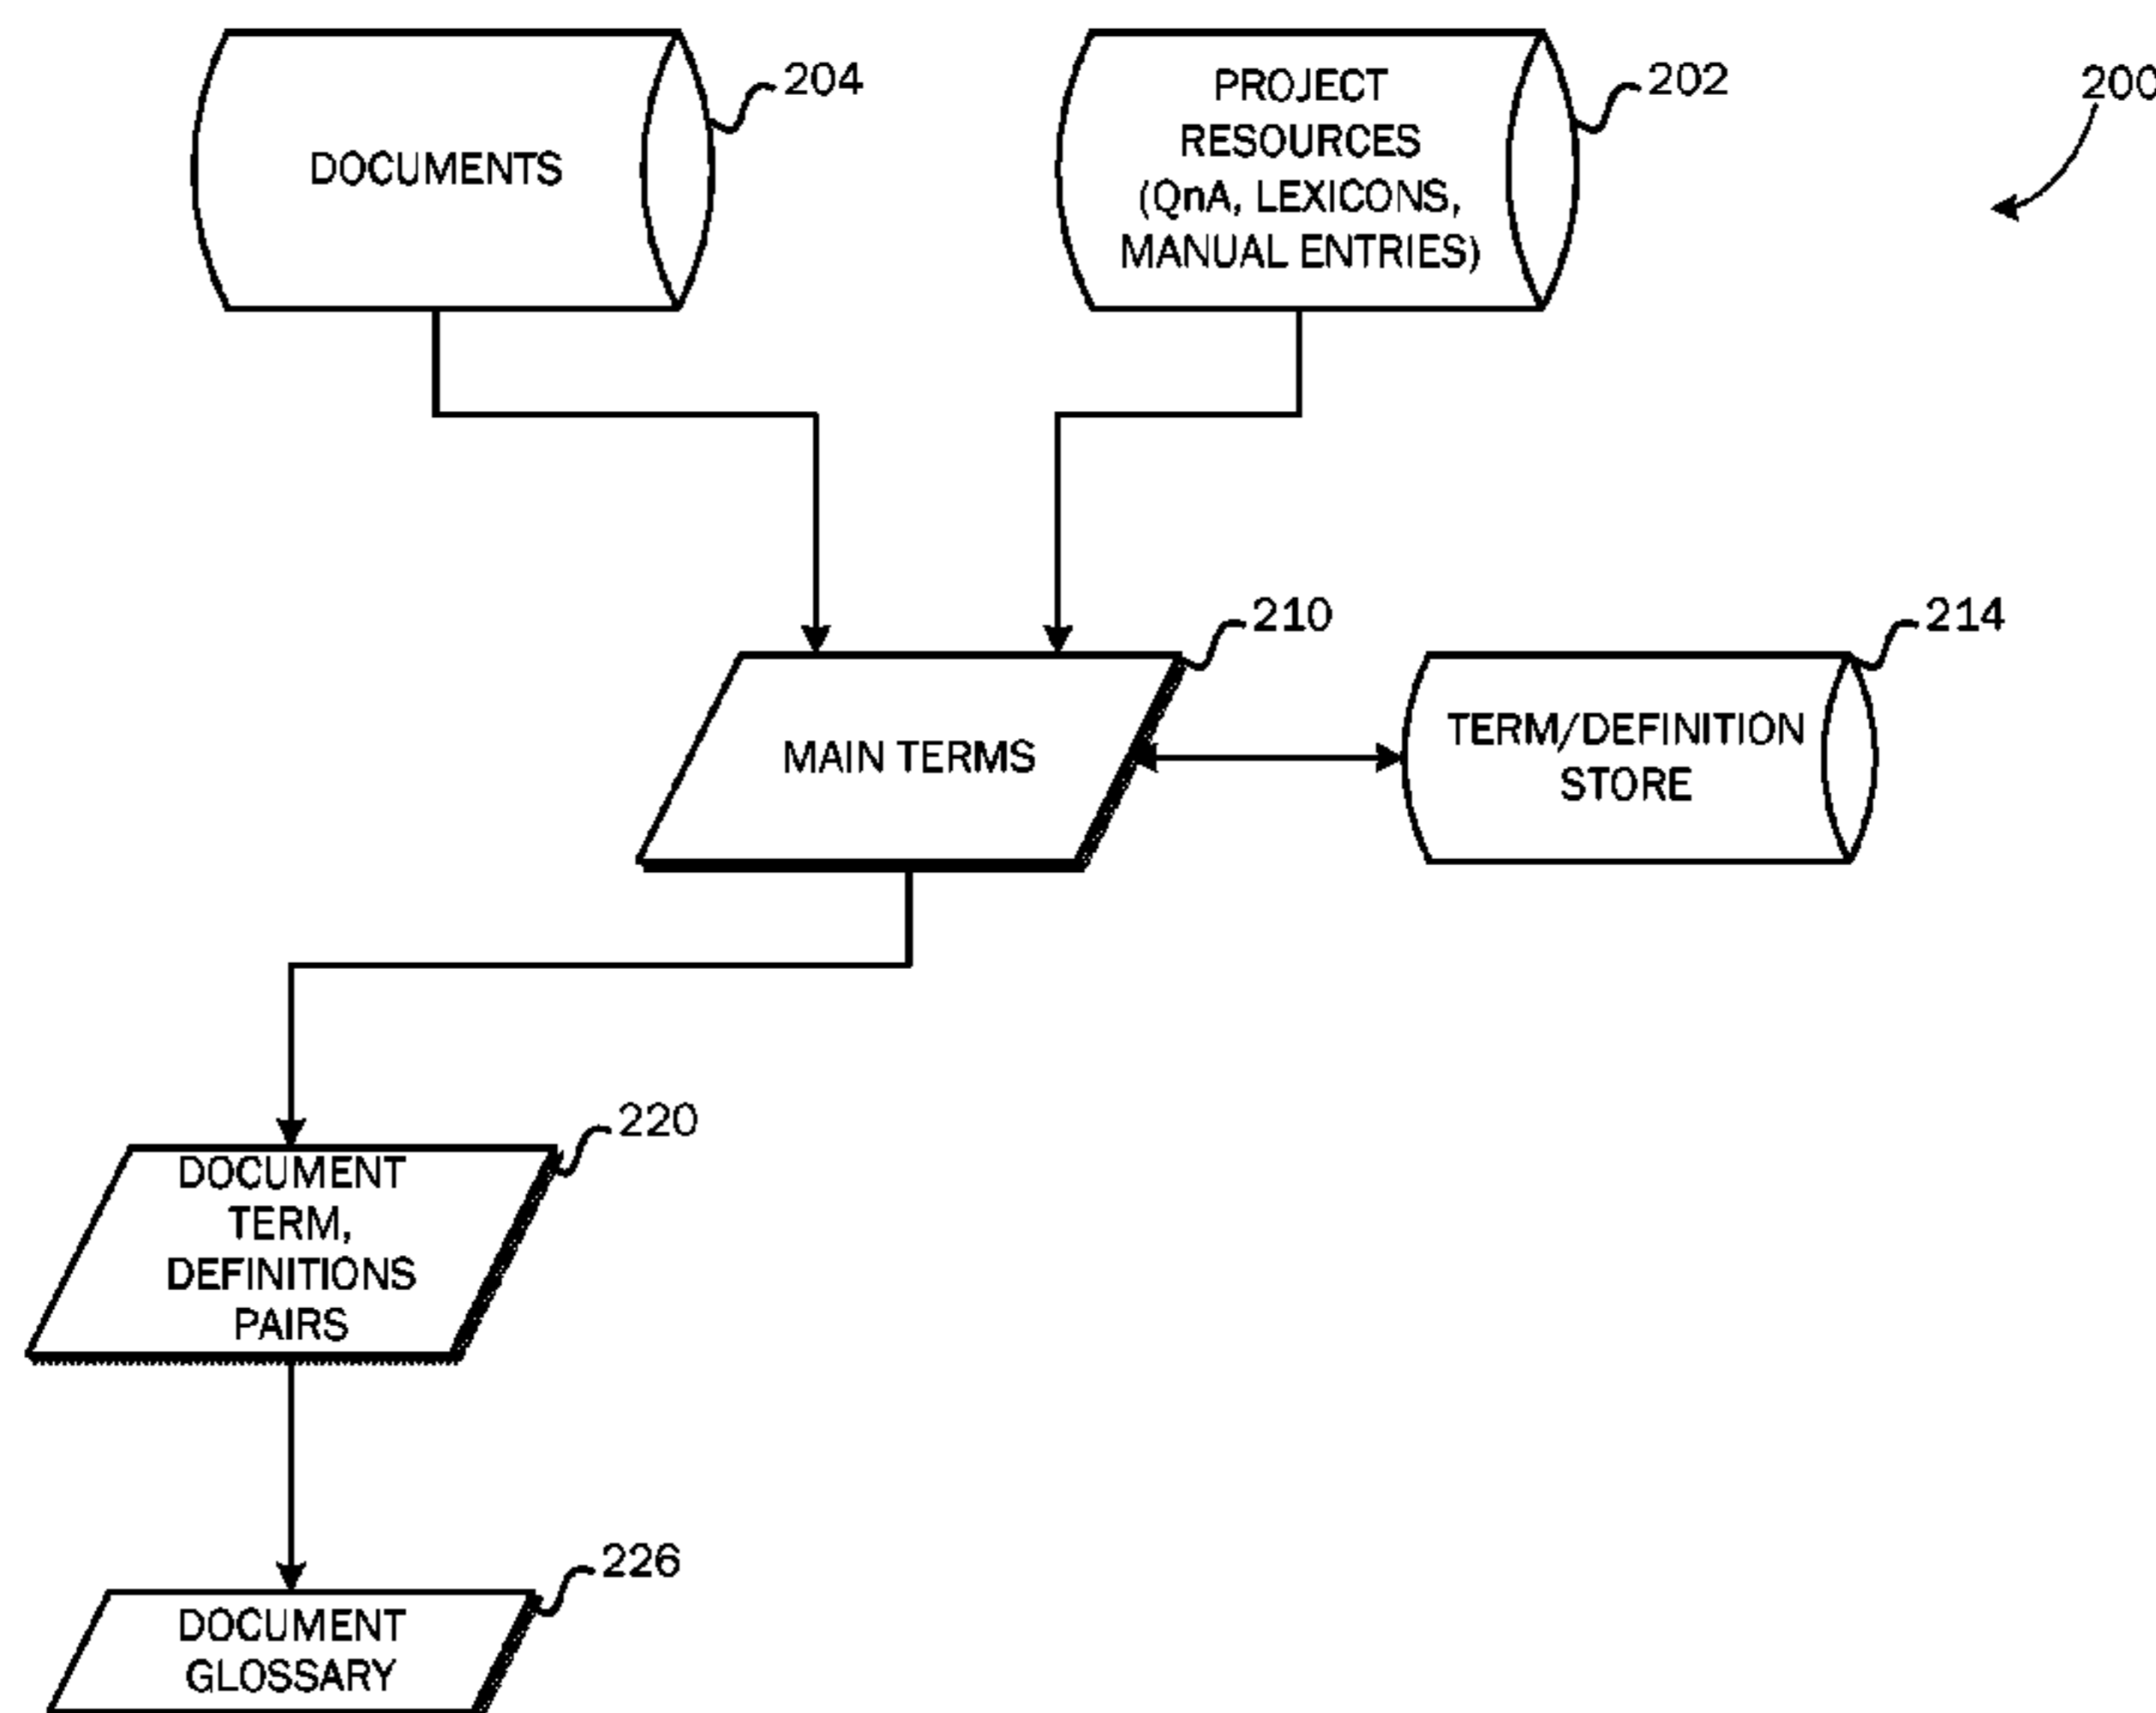 204
DOCUMENTS
202
PROJECT
RESOURCES
(QnA, LEXICONS,
MANUAL ENTRIES)
200
210
MAIN TERMS
214
TERM/DEFINITION
STORE
220
DOCUMENT
TERM,
DEFINITIONS
PAIRS
226
DOCUMENT
GLOSSARY